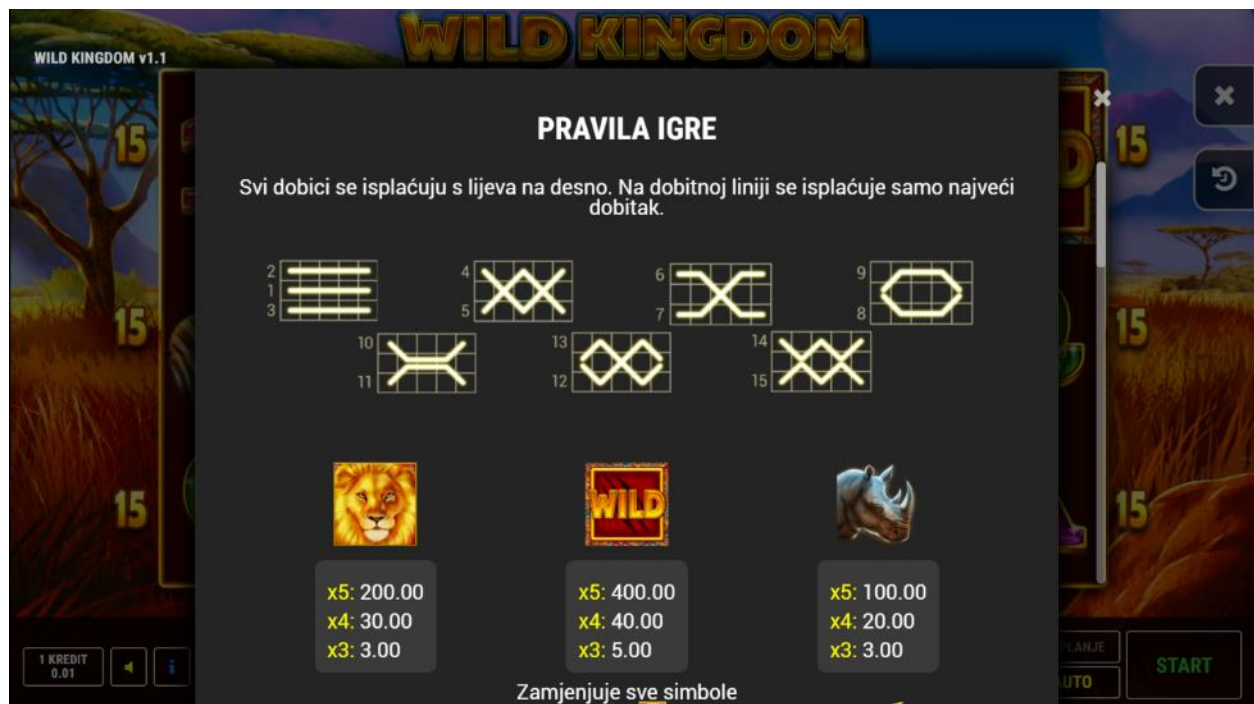 WILD KINGDOM
WILD KINGDOM v1.1
PRAVILA IGRE
Svi dobici se isplaćuju s lijeva na desno. Na dobitnoj liniji se isplaćuje samo najveći
dobitak.
15 15
2 4 6 9
1
3 5 7 8
15 15
10 13 14
11 12 15
WILD
15 15
x5: 200.00 x5: 400.00 x5: 100.00
x4: 30.00 x4: 40.00 x4: 20.00
x3: 3.00 x3: 5.00 x3: 3.00
1 KREDIT
0.01
i
AUTO
START
Zamjenjuje sve simbole